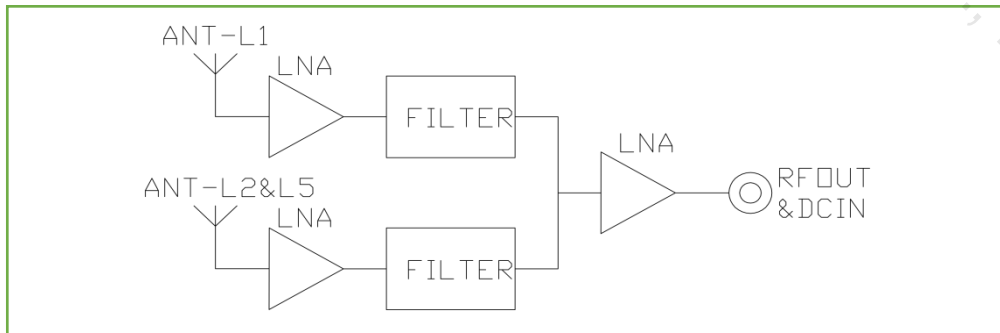 ANT-L1
LNA
FILTER
LNA
ANT-L2&L5
LNA
FILTER
RFOUT
&DCIN